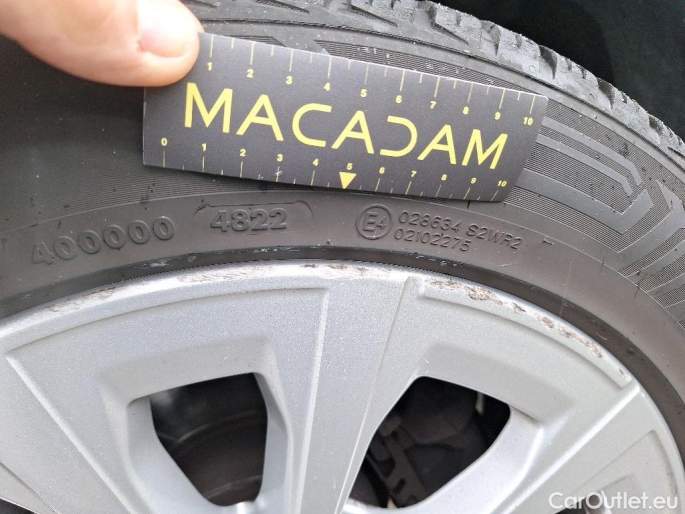 1 2 3 4 5 6 7 8 9 10
MACADAM
0 1 2 3 4 5 6 7 8 9 10
400000 4822 E4 028634 S2WR2
02102275
CarOutlet.eu